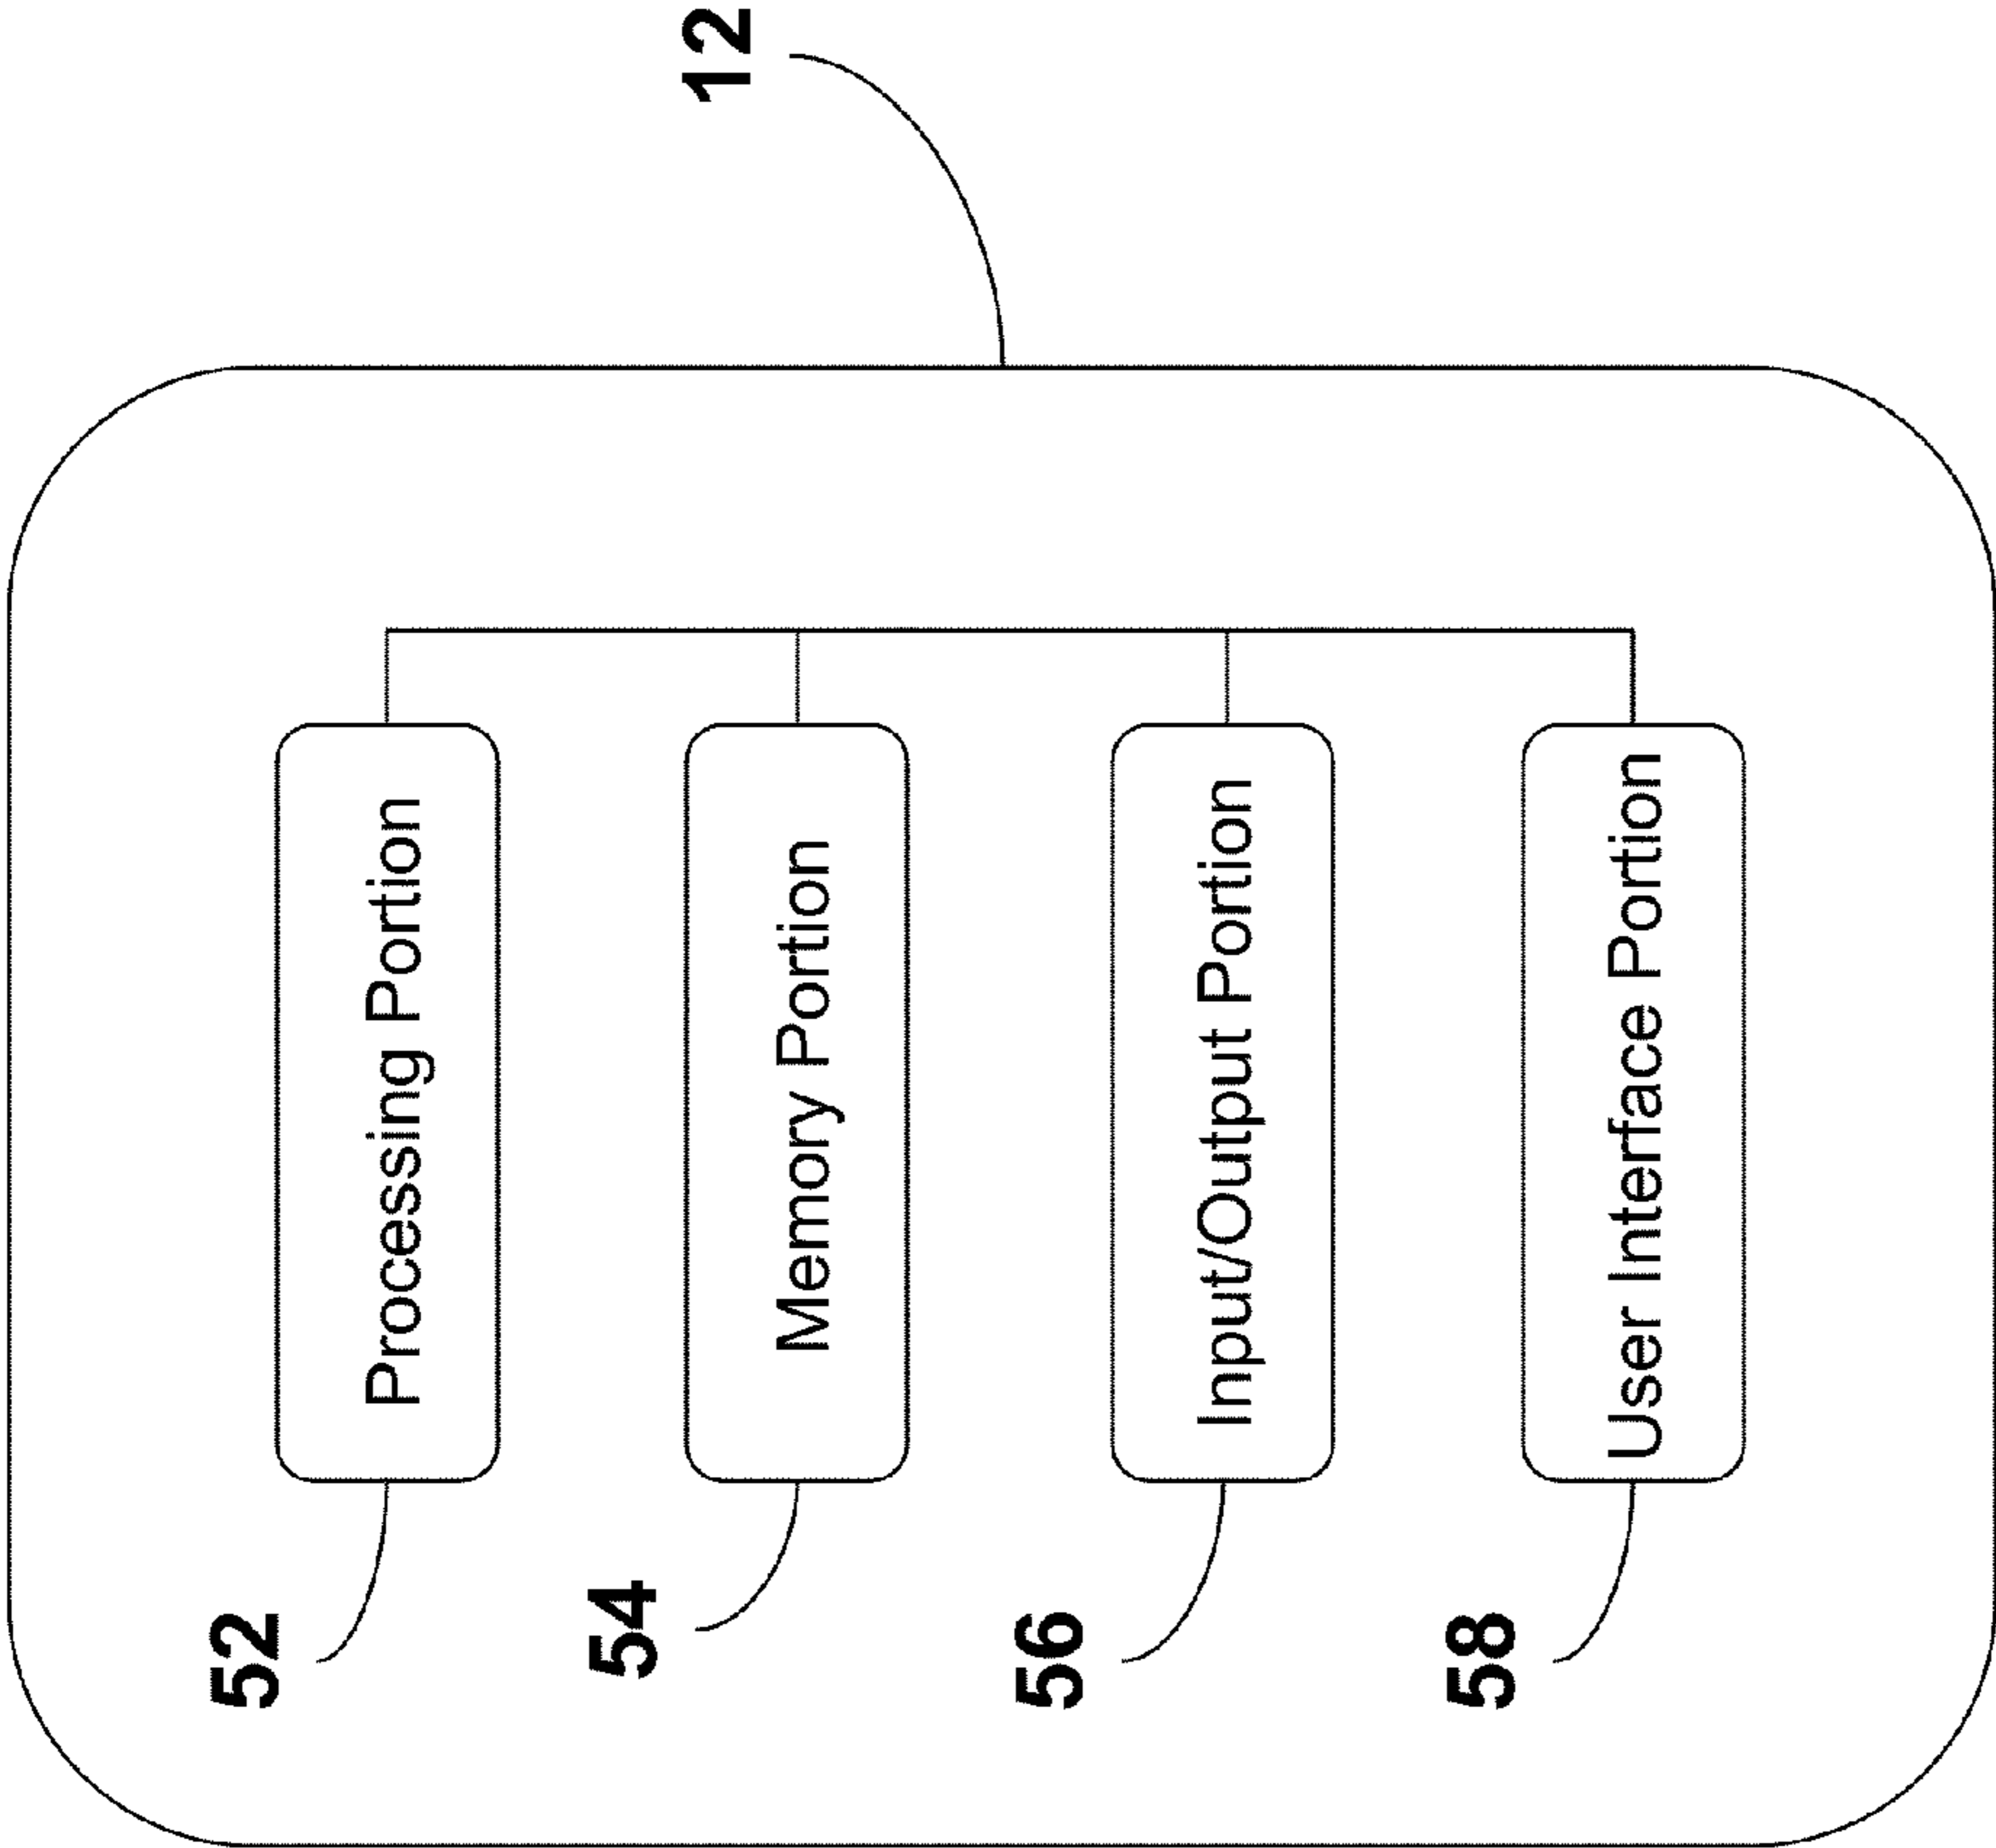 12
52
Processing Portion
54
Memory Portion
56
Input/Output Portion
58
User Interface Portion